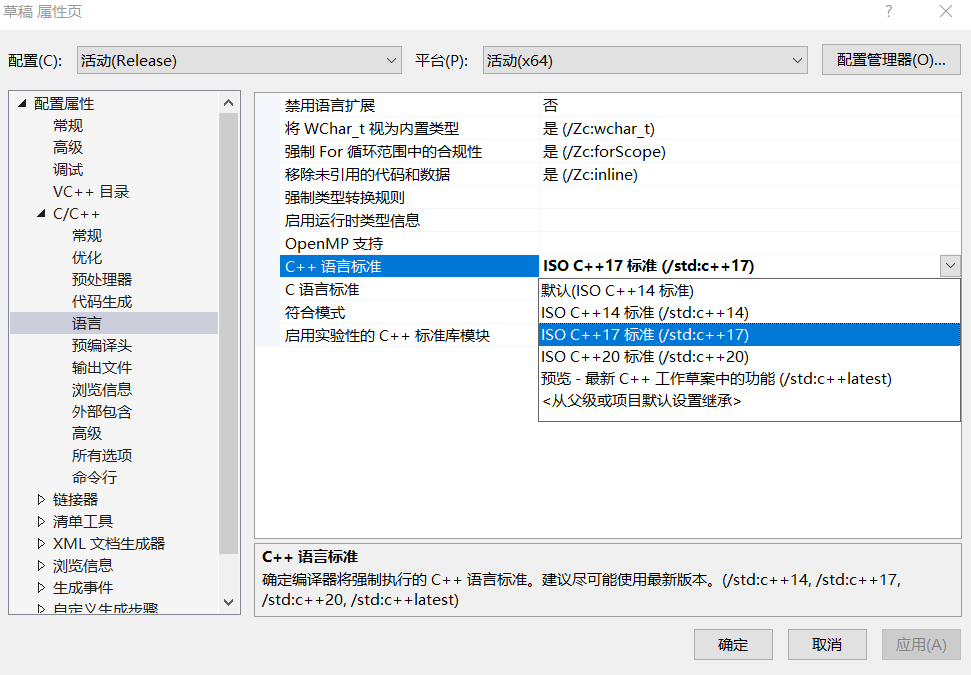 草稿 属性页
配置(C): 活动(Release) 平台(P): 活动(x64) 配置管理器(O)...
配置属性
常规
高级
调试
VC++ 目录
C/C++
常规
优化
预处理器
代码生成
语言
预编译头
输出文件
浏览信息
外部包含
高级
所有选项
命令行
链接器
清单工具
XML 文档生成器
浏览信息
生成事件
自定义生成步骤
禁用语言扩展 否
将 WChar_t 视为内置类型 是 (/Zc:wchar_t)
强制 For 循环范围中的合规性 是 (/Zc:forScope)
移除未引用的代码和数据 是 (/Zc:inline)
强制类型转换规则
启用运行时类型信息
OpenMP 支持
C++ 语言标准 ISO C++17 标准 (/std:c++17)
C 语言标准
符合模式
启用实验性的 C++ 标准库模块
默认(ISO C++14 标准)
ISO C++14 标准 (/std:c++14)
ISO C++17 标准 (/std:c++17)
ISO C++20 标准 (/std:c++20)
预览 - 最新 C++ 工作草案中的功能 (/std:c++latest)
<从父级或项目默认设置继承>
C++ 语言标准
确定编译器将强制执行的 C++ 语言标准。建议尽可能使用最新版本。(/std:c++14, /std:c++17,
/std:c++20, /std:c++latest)
确定 取消 应用(A)